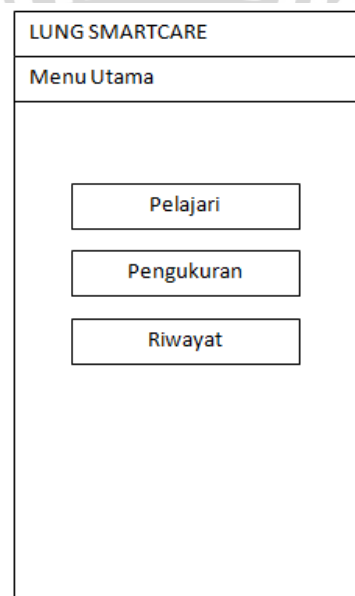 LUNG SMARTCARE
Menu Utama
Pelajari
Pengukuran
Riwayat